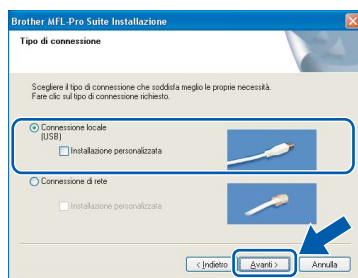 Brother MFL-Pro Suite Installazione
Tipo di connessione
Scegliere il tipo di connessione che soddisfa meglio le proprie necessità.
Fare clic sul tipo di connessione richiesto.
Connessione locale
(USB)
Installazione personalizzata
Connessione di rete
Installazione personalizzata
< Indietro
Avanti >
Annulla